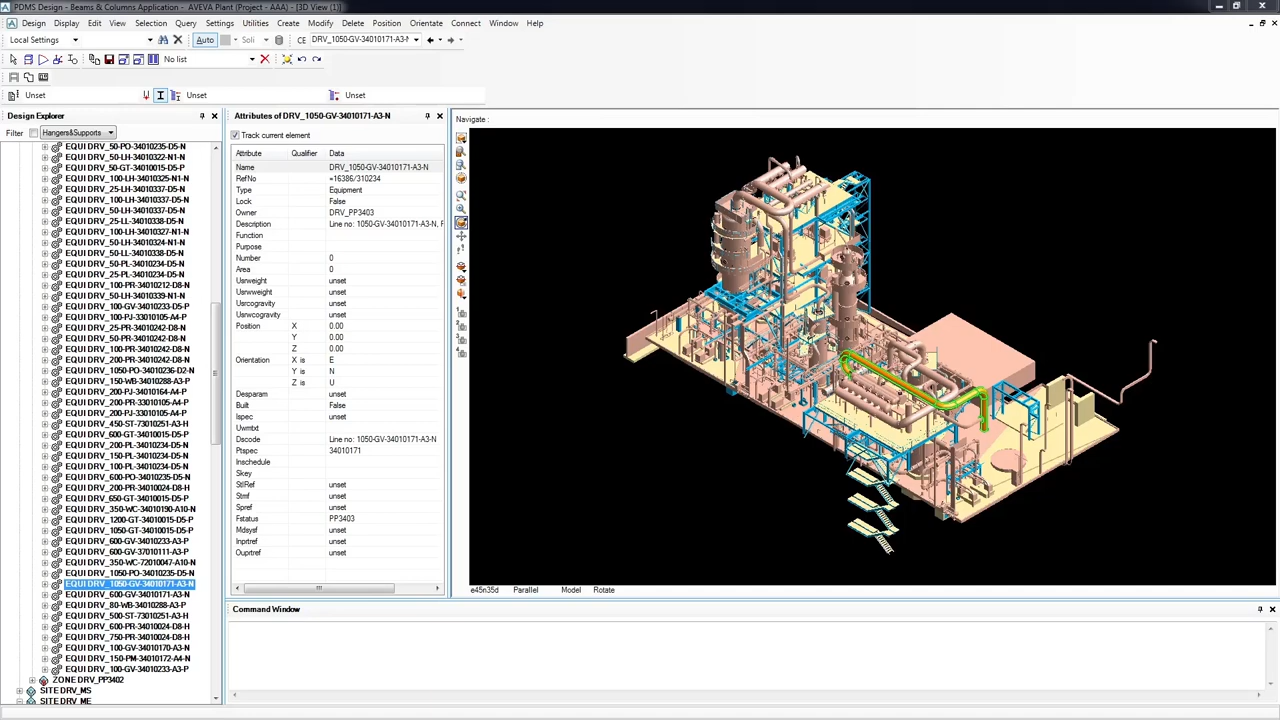 PDMS Design - Beams & Columns Application - AVEVA Plant (Project - AAA) - [3D View (1)]
Design Display Edit View Selection Query Settings Utilities Create Modify Delete Position Orientate Connect Window Help
Local Settings Auto Soli CE DRV_1050-GV-34010171-A3-N
No list
Unset Unset Unset
Design Explorer
Filter Hangers&Supports
EQUI DRV_50-PO-34010235-D5-N
EQUI DRV_50-LH-34010322-N1-N
EQUI DRV_50-GT-34010015-D5-P
EQUI DRV_100-LH-34010325-N1-N
EQUI DRV_25-LH-34010337-D5-N
EQUI DRV_100-LH-34010337-D5-N
EQUI DRV_50-LH-34010337-D5-N
EQUI DRV_25-LL-34010338-D5-N
EQUI DRV_100-LH-34010327-N1-N
EQUI DRV_50-LH-34010324-N1-N
EQUI DRV_50-LH-34010338-D5-N
EQUI DRV_50-PL-34010234-D5-N
EQUI DRV_25-PL-34010234-D5-N
EQUI DRV_100-PR-34010212-D8-N
EQUI DRV_50-LH-34010339-N1-N
EQUI DRV_100-GV-34010233-D5-P
EQUI DRV_100-PJ-33010105-A4-P
EQUI DRV_25-PR-34010242-D8-N
EQUI DRV_50-PR-34010242-D8-N
EQUI DRV_100-PR-34010242-D8-N
EQUI DRV_200-PR-34010242-D8-N
EQUI DRV_1050-PO-34010236-D2-N
EQUI DRV_150-WB-34010288-A3-P
EQUI DRV_200-PJ-34010164-A4-P
EQUI DRV_200-PJ-33010105-A4-P
EQUI DRV_200-PJ-33010105-A4-P
EQUI DRV_450-ST-73010251-A3-H
EQUI DRV_600-GT-34010015-D5-P
EQUI DRV_200-PL-34010234-D5-N
EQUI DRV_150-PL-34010234-D5-N
EQUI DRV_100-PL-34010234-D5-N
EQUI DRV_600-PO-34010235-D5-N
EQUI DRV_200-PR-34010024-D8-H
EQUI DRV_650-GT-34010015-D5-P
EQUI DRV_350-WC-34010190-A10-N
EQUI DRV_1200-GT-34010015-D5-P
EQUI DRV_1050-GT-34010015-D5-P
EQUI DRV_600-GV-34010233-A3-P
EQUI DRV_600-GV-37010111-A3-P
EQUI DRV_350-WC-72010047-A10-N
EQUI DRV_1050-PO-34010235-D5-N
EQUI DRV_1050-GV-34010171-A3-N
EQUI DRV_600-GV-34010171-A3-N
EQUI DRV_80-WB-34010288-A3-P
EQUI DRV_500-ST-73010251-A3-H
EQUI DRV_600-PR-34010024-D8-H
EQUI DRV_750-PR-34010024-D8-H
EQUI DRV_100-GV-34010170-A3-N
EQUI DRV_150-PM-34010172-A4-N
EQUI DRV_100-GV-34010233-A3-P
ZONE DRV_PP3402
SITE DRV_MS
SITE DRV_ME
Attributes of DRV_1050-GV-34010171-A3-N
Track current element
Attribute Qualifier Data
Name DRV_1050-GV-34010171-A3-N
RefNo =16386/310234
Type Equipment
Lock False
Owner DRV_PP3403
Description Line no: 1050-GV-34010171-A3-N, F
Function
Purpose
Number 0
Area 0
Usrweight unset
Usrwweight unset
Usrcogravity unset
Usrwcogravity unset
Position X 0.00
Y 0.00
Z 0.00
Orientation X is E
Y is N
Z is U
Desparam unset
Built False
Ispec unset
Uwmtxt
Dscode Line no: 1050-GV-34010171-A3-N
Ptspec 34010171
Inschedule
Skey
StlRef unset
Stmf unset
Spref unset
Fstatus PP3403
Mdsysf unset
Inprtref unset
Ouprtref unset
Navigate :
e45n35d Parallel Model Rotate
Command Window